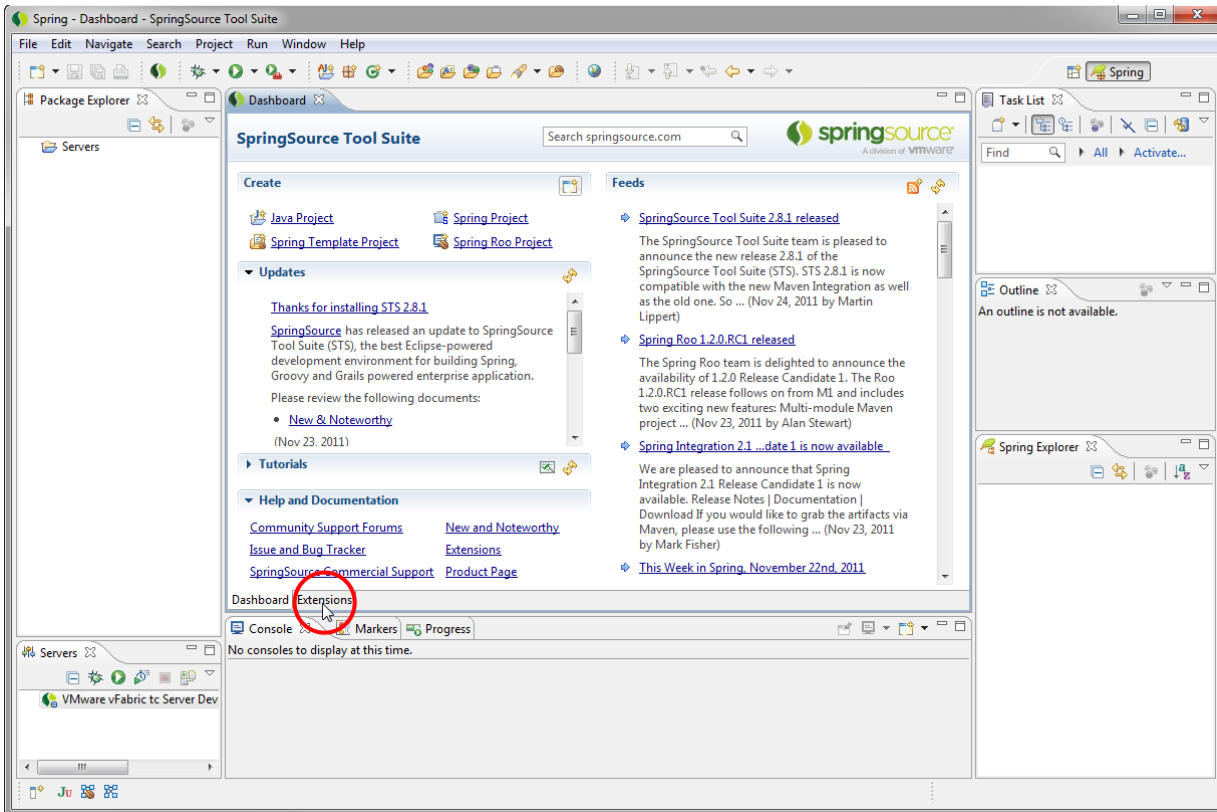 Spring - Dashboard - SpringSource Tool Suite
File Edit Navigate Search Project Run Window Help
Spring
Package Explorer
Servers
Dashboard
SpringSource Tool Suite
Search springsource.com
springsource
A division of vmware
Create
Java Project
Spring Project
Spring Template Project
Spring Roo Project
Updates
Thanks for installing STS 2.8.1
SpringSource has released an update to SpringSource
Tool Suite (STS), the best Eclipse-powered
development environment for building Spring,
Groovy and Grails powered enterprise application.
Please review the following documents:
New & Noteworthy
(Nov 23, 2011)
Tutorials
Help and Documentation
Community Support Forums
New and Noteworthy
Issue and Bug Tracker
Extensions
SpringSource Commercial Support
Product Page
Feeds
SpringSource Tool Suite 2.8.1 released
The SpringSource Tool Suite team is pleased to
announce the new release 2.8.1 of the
SpringSource Tool Suite (STS). STS 2.8.1 is now
compatible with the new Maven Integration as well
as the old one. So ... (Nov 24, 2011 by Martin
Lippert)
Spring Roo 1.2.0.RC1 released
The Spring Roo team is delighted to announce the
availability of 1.2.0 Release Candidate 1. The Roo
1.2.0.RC1 release follows on from M1 and includes
two exciting new features: Multi-module Maven
project ... (Nov 23, 2011 by Alan Stewart)
Spring Integration 2.1 ...date 1 is now available
We are pleased to announce that Spring
Integration 2.1 Release Candidate 1 is now
available. Release Notes | Documentation |
Download If you would like to grab the artifacts via
Maven, please use the following ... (Nov 23, 2011
by Mark Fisher)
This Week in Spring, November 22nd, 2011
Dashboard Extensions
Console Markers Progress
No consoles to display at this time.
Servers
VMware vFabric tc Server Dev
Task List
Find All Activate...
Outline
An outline is not available.
Spring Explorer
Ju